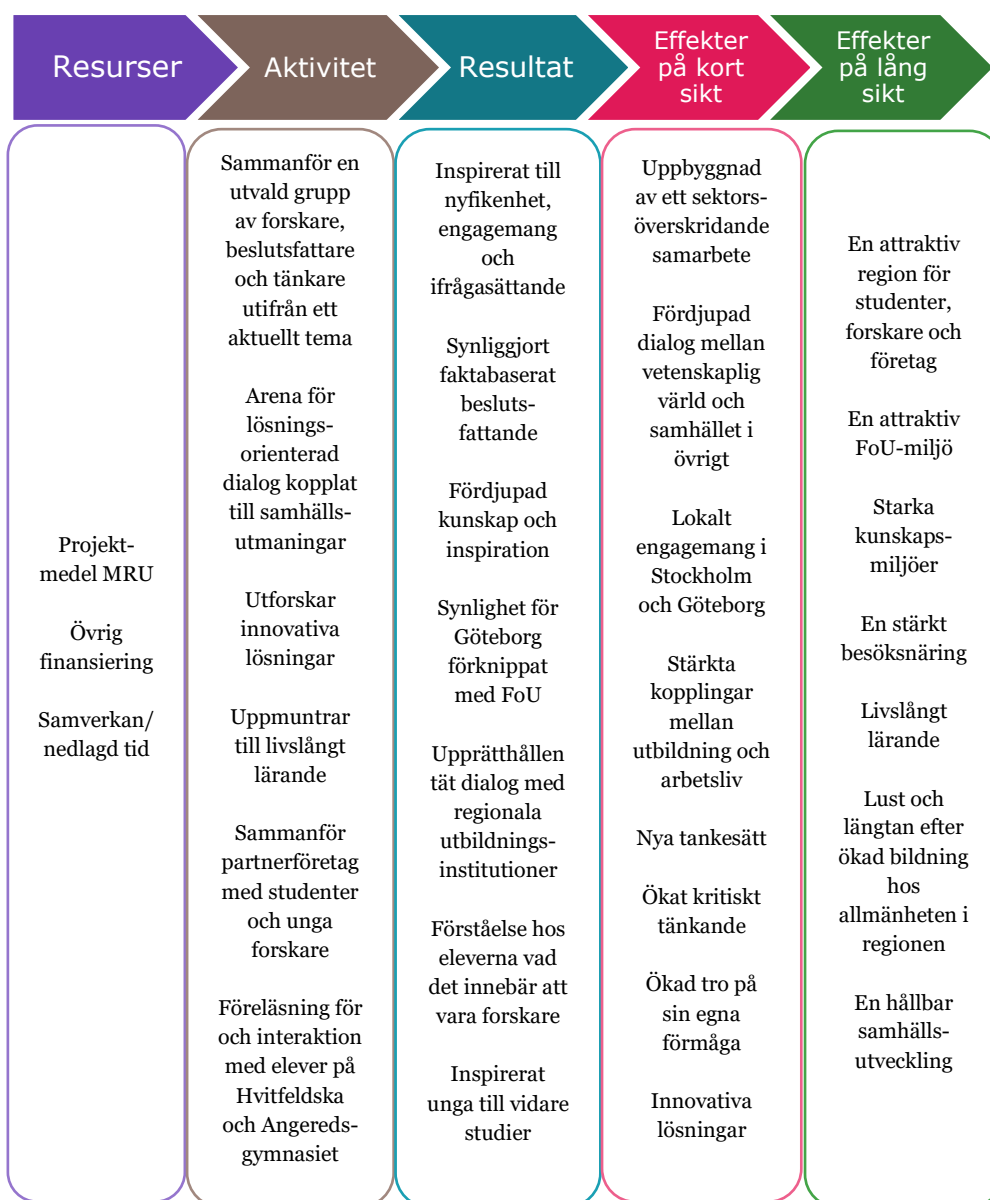 Resurser
Aktivitet
Resultat
Effekter
på kort
sikt
Effekter
på lång
sikt
Projekt-
medel MRU
Övrig
finansiering
Samverkan/
nedlagd tid
Sammanför en
utvald grupp
av forskare,
beslutsfattare
och tänkare
utifrån ett
aktuellt tema
Arena för
lösnings-
orienterad
dialog kopplat
till samhälls-
utmaningar
Utforskar
innovativa
lösningar
Uppmuntrar
till livslångt
lärande
Sammanför
partnerföretag
med studenter
och unga
forskare
Föreläsning för
och interaktion
med elever på
Hvitfeldska
och Angereds-
gymnasiet
Inspirerat till
nyfikenhet,
engagemang
och
ifrågasättande
Synliggjort
faktabaserat
besluts-
fattande
Fördjupad
kunskap och
inspiration
Synlighet för
Göteborg
förknippat
med FoU
Upprätthållen
tät dialog med
regionala
utbildnings-
institutioner
Förståelse hos
eleverna vad
det innebär att
vara forskare
Inspirerat
unga till vidare
studier
Uppbyggnad
av ett sektors-
överskridande
samarbete
Fördjupad
dialog mellan
vetenskaplig
värld och
samhället i
övrigt
Lokalt
engagemang i
Stockholm
och Göteborg
Stärkta
kopplingar
mellan
utbildning och
arbetsliv
Nya tankesätt
Ökat kritiskt
tänkande
Ökad tro på
sin egna
förmåga
Innovativa
lösningar
En attraktiv
region för
studenter,
forskare och
företag
En attraktiv
FoU-miljö
Starka
kunskaps-
miljöer
En stärkt
besöksnäring
Livslångt
lärande
Lust och
längtan efter
ökad bildning
hos
allmänheten i
regionen
En hållbar
samhälls-
utveckling